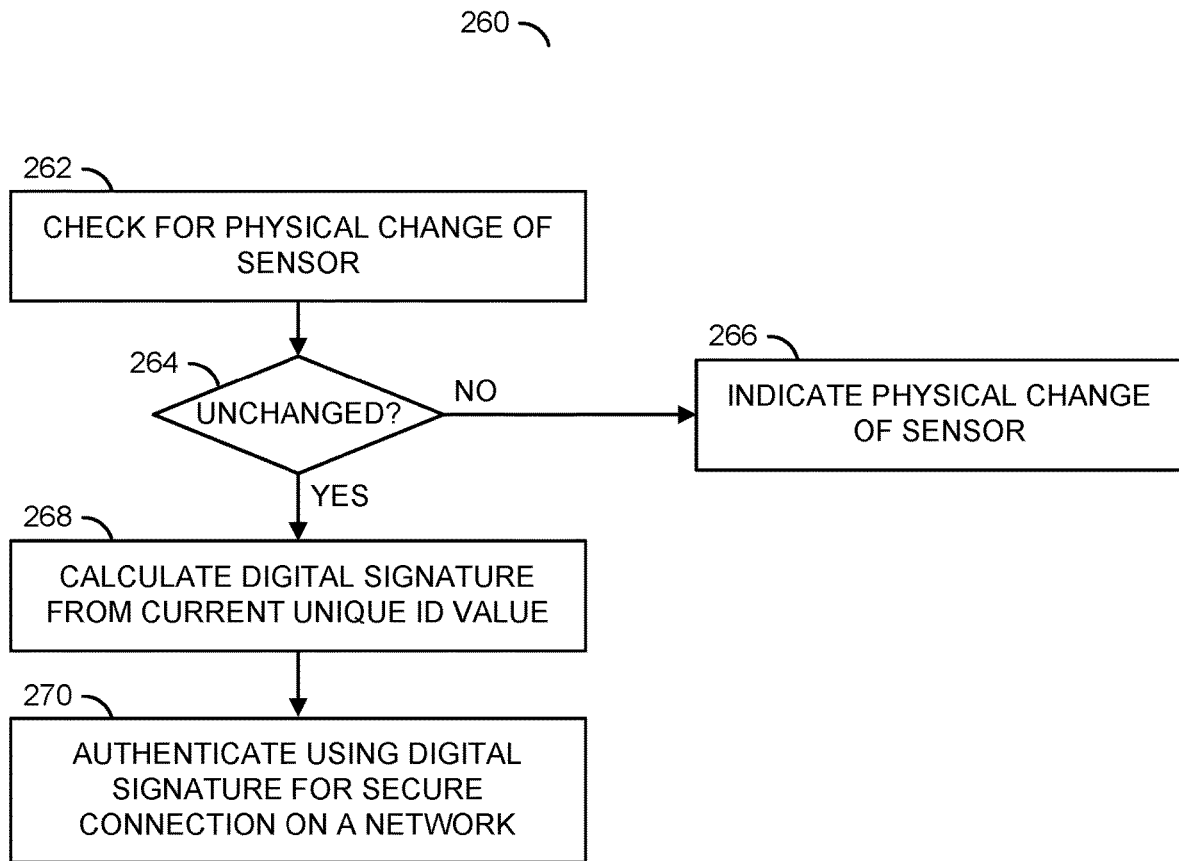 260
262
CHECK FOR PHYSICAL CHANGE OF
SENSOR
264
UNCHANGED?
NO
266
INDICATE PHYSICAL CHANGE
OF SENSOR
YES
268
CALCULATE DIGITAL SIGNATURE
FROM CURRENT UNIQUE ID VALUE
270
AUTHENTICATE USING DIGITAL
SIGNATURE FOR SECURE
CONNECTION ON A NETWORK